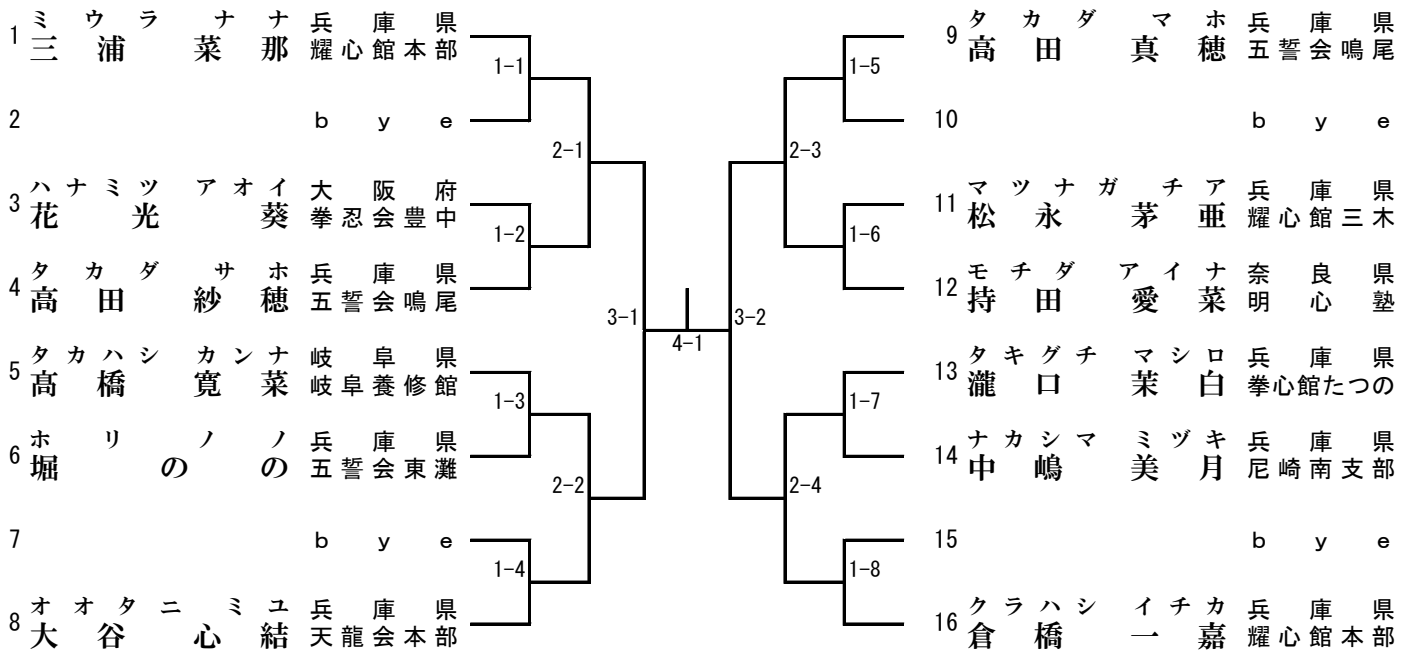 ミウラ ナナ 兵庫県
1 三浦 菜那 耀心館本部
1-1
2 bye
2-1
ハナミツ アオイ 大阪府
3 花光 葵 拳忍会豊中
1-2
タカダ サホ 兵庫県
4 高田 紗穂 五誓会鳴尾
3-1
タカハシ カンナ 岐阜県
5 髙橋 寛菜 岐阜養修館
1-3
ホリ ノノ 兵庫県
6 堀 のの 五誓会東灘
2-2
7 bye
1-4
オオタニ ミユ 兵庫県
8 大谷 心結 天龍会本部
4-1
タカダ マホ 兵庫県
9 高田 真穂 五誓会鳴尾
1-5
10 bye
2-3
マツナガ チア 兵庫県
11 松永 茅亜 耀心館三木
1-6
モチダ アイナ 奈良県
12 持田 愛菜 明心塾
3-2
タキグチ マシロ 兵庫県
13 瀧口 茉白 拳心館たつの
1-7
ナカシマ ミヅキ 兵庫県
14 中嶋 美月 尼崎南支部
2-4
15 bye
1-8
クラハシ イチカ 兵庫県
16 倉橋 一嘉 耀心館本部